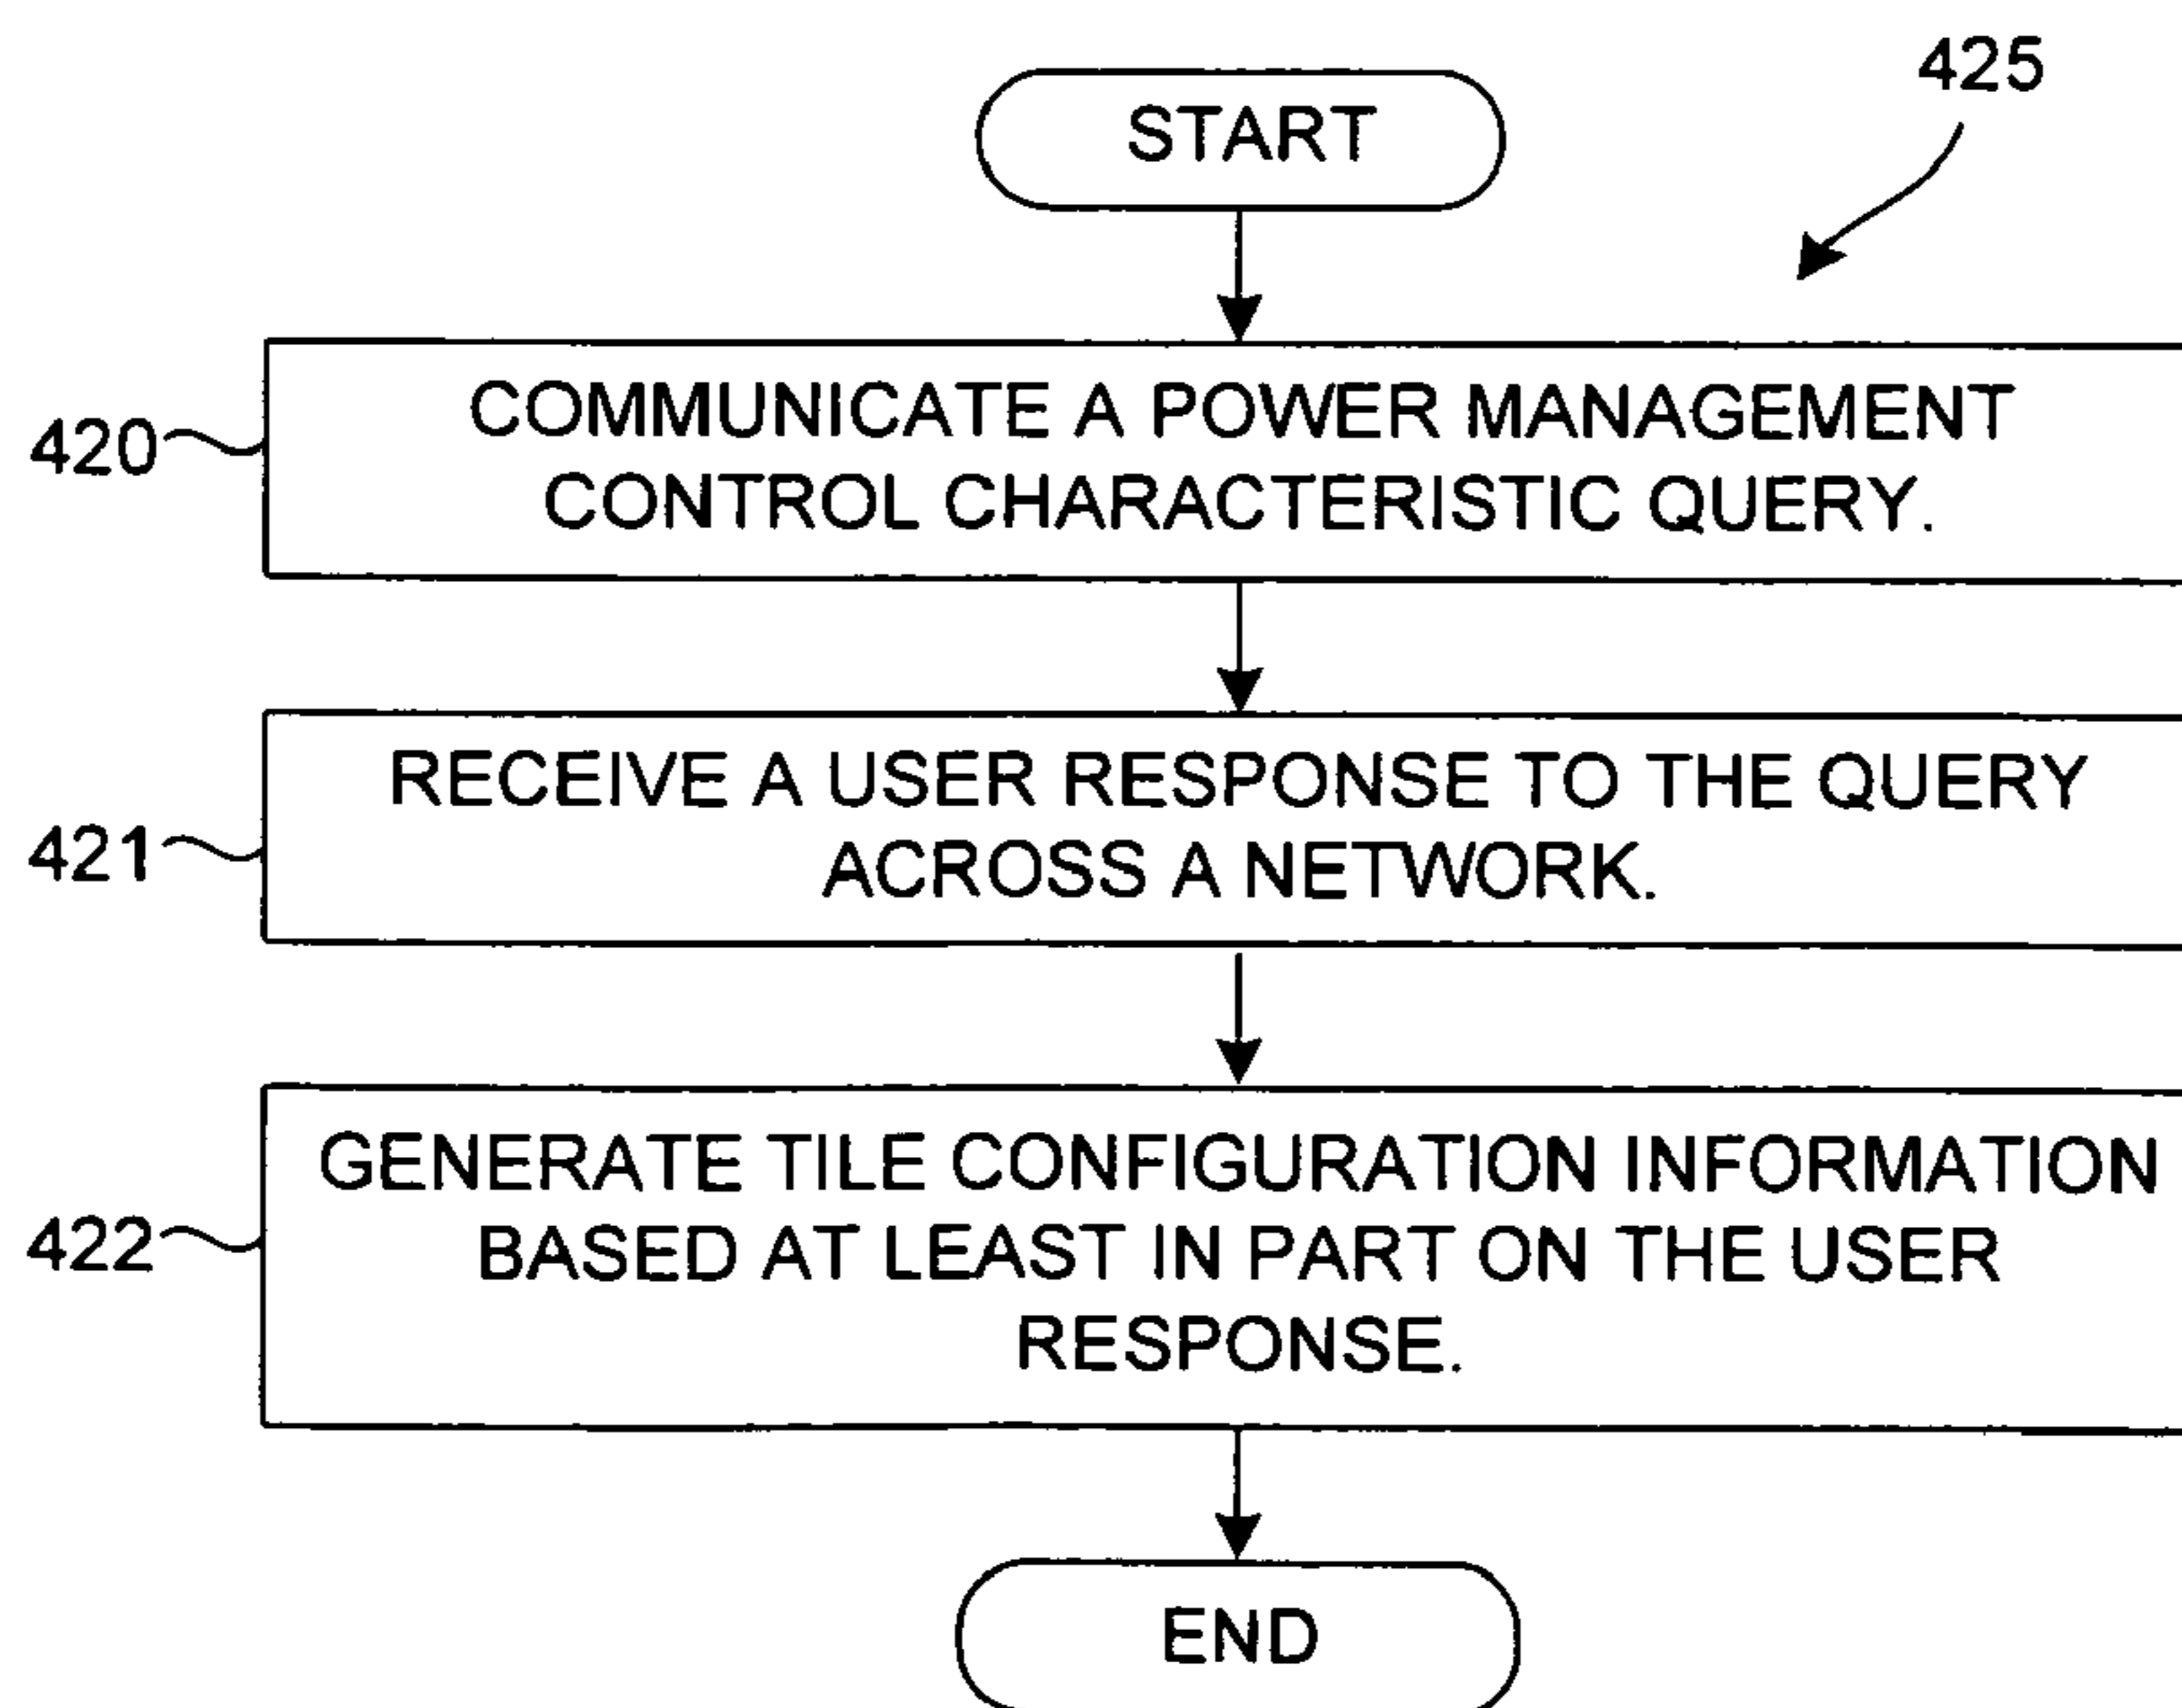 START
425
420
COMMUNICATE A POWER MANAGEMENT
CONTROL CHARACTERISTIC QUERY.
421
RECEIVE A USER RESPONSE TO THE QUERY
ACROSS A NETWORK.
422
GENERATE TILE CONFIGURATION INFORMATION
BASED AT LEAST IN PART ON THE USER
RESPONSE.
END